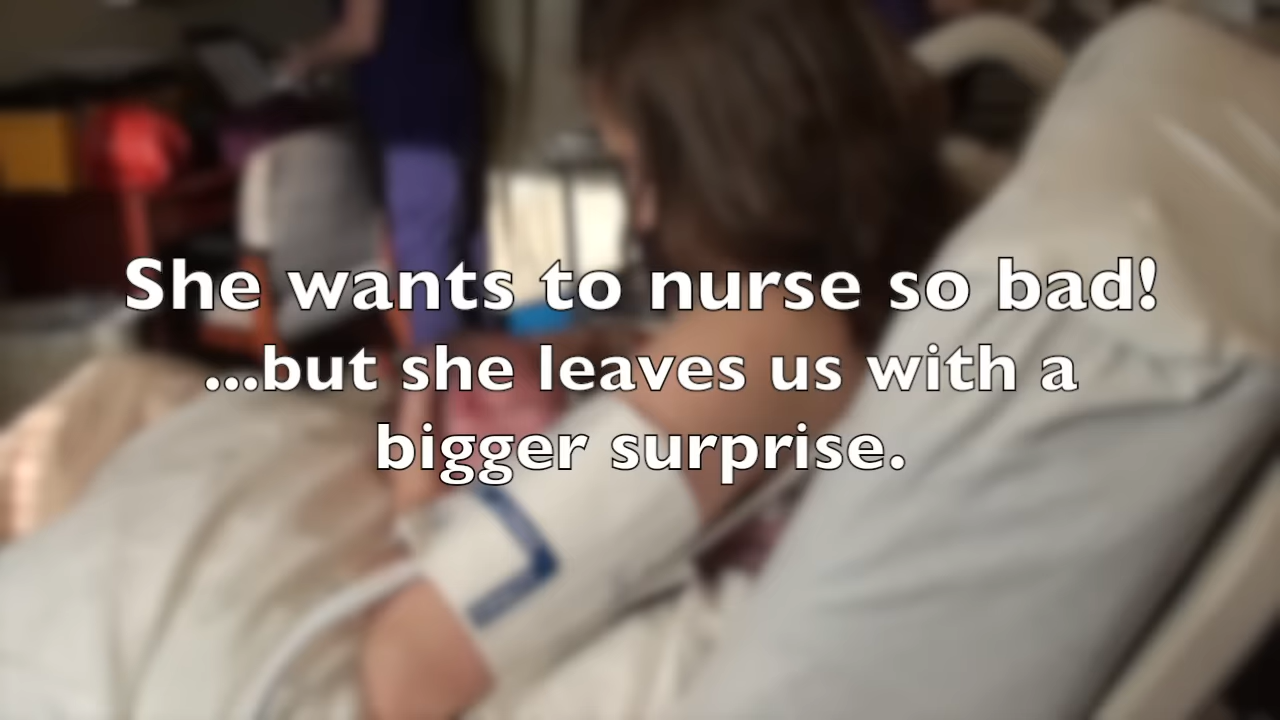 She wants to nurse so bad!
...but she leaves us with a
bigger surprise.